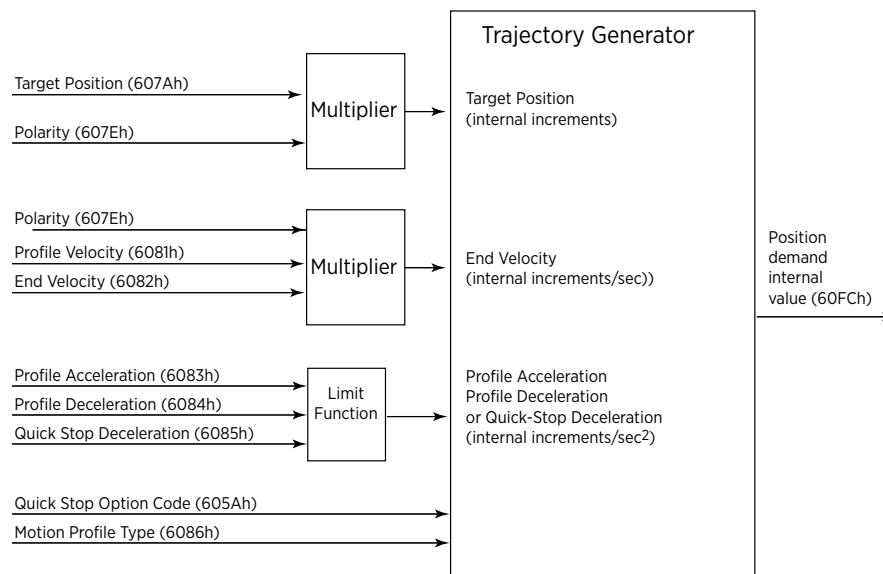 Trajectory Generator
Target Position (607Ah)
Polarity (607Eh)
Multiplier
Target Position
(internal increments)
Polarity (607Eh)
Profile Velocity (6081h)
End Velocity (6082h)
Multiplier
End Velocity
(internal increments/sec))
Position
demand
internal
value (60FCh)
Profile Acceleration (6083h)
Profile Deceleration (6084h)
Quick Stop Deceleration (6085h)
Limit
Function
Profile Acceleration
Profile Deceleration
or Quick-Stop Deceleration
(internal increments/sec²)
Quick Stop Option Code (605Ah)
Motion Profile Type (6086h)